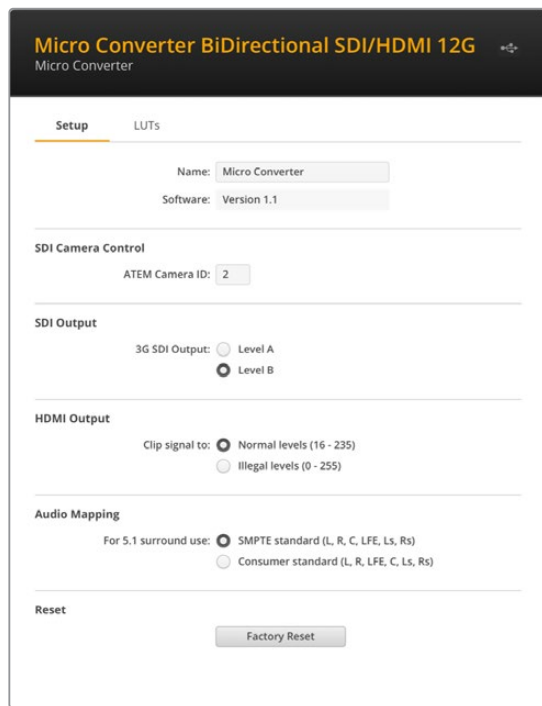 Micro Converter BiDirectional SDI/HDMI 12G
Micro Converter
Setup LUTs
Name: Micro Converter
Software: Version 1.1
SDI Camera Control
ATEM Camera ID: 2
SDI Output
3G SDI Output: Level A
Level B
HDMI Output
Clip signal to: Normal levels (16 - 235)
Illegal levels (0 - 255)
Audio Mapping
For 5.1 surround use: SMPTE standard (L, R, C, LFE, Ls, Rs)
Consumer standard (L, R, LFE, C, Ls, Rs)
Reset
Factory Reset